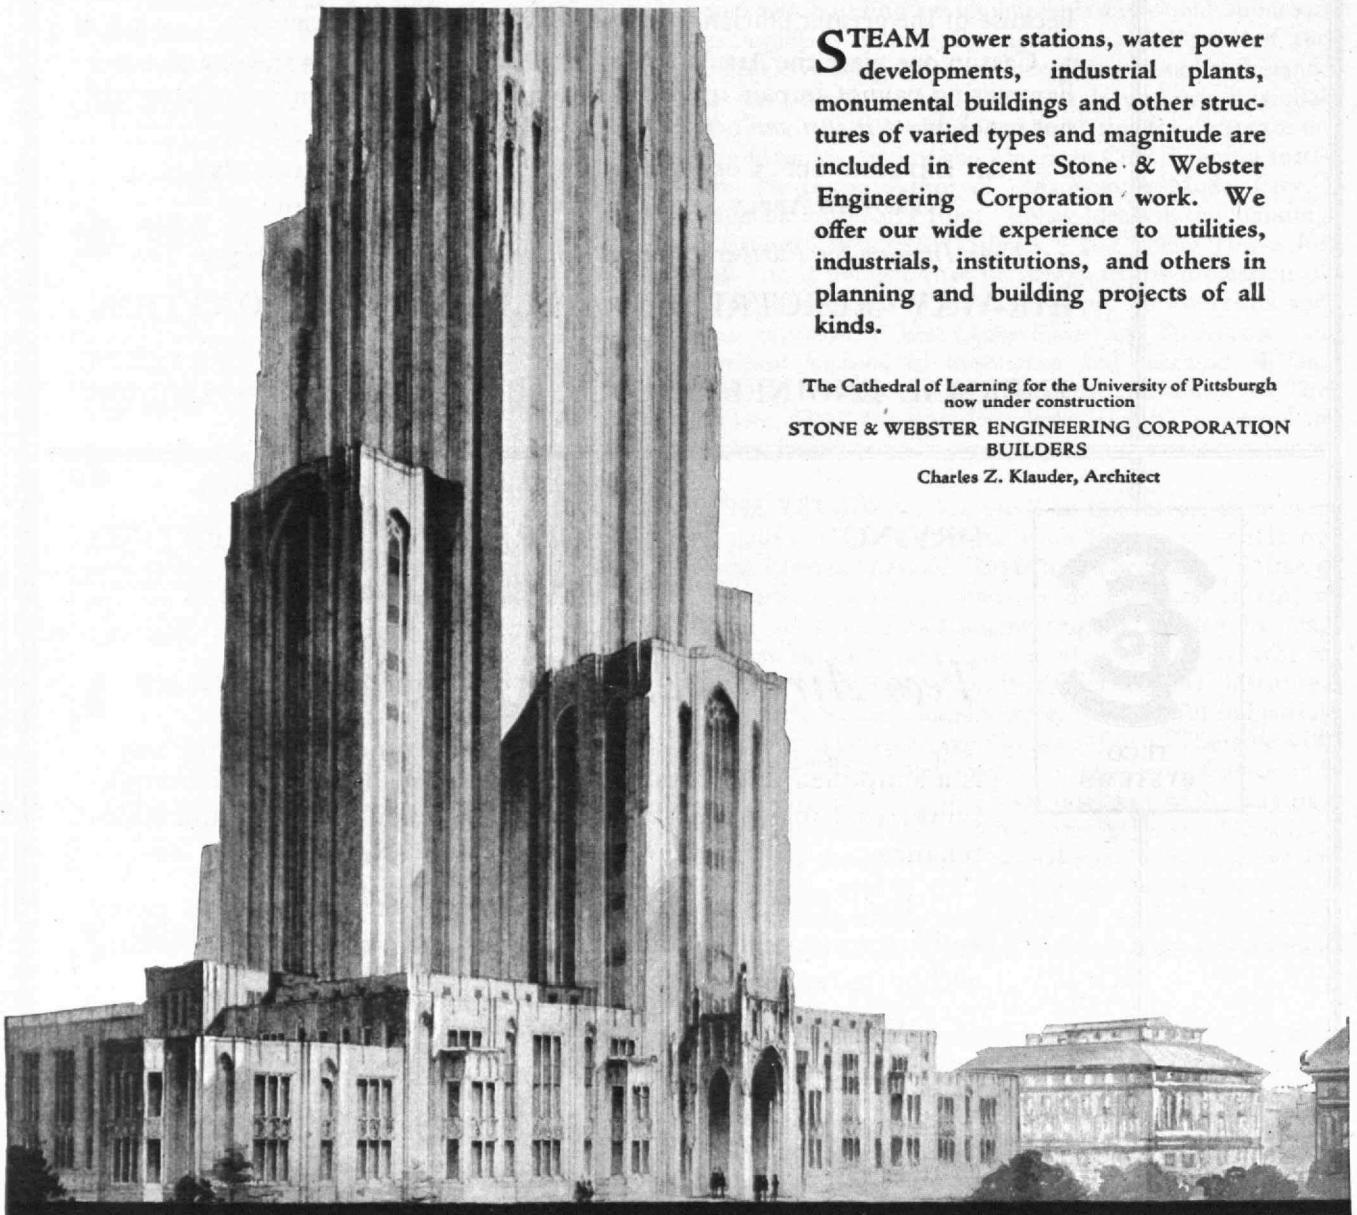 STEAM power stations, water power
developments, industrial plants,
monumental buildings and other struc-
tures of varied types and magnitude are
included in recent Stone & Webster
Engineering Corporation work. We
offer our wide experience to utilities,
industrials, institutions, and others in
planning and building projects of all
kinds.
The Cathedral of Learning for the University of Pittsburgh
now under construction
STONE & WEBSTER ENGINEERING CORPORATION
BUILDERS
Charles Z. Klauder, Architect